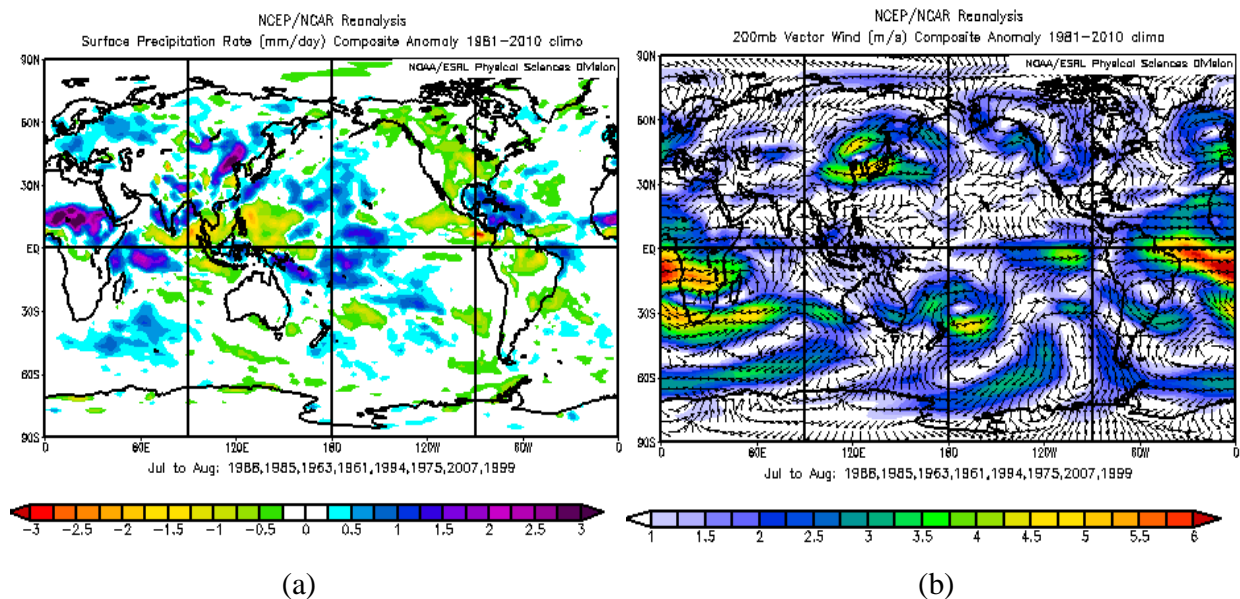 NCEP/NCAR Reanalysis
Surface Precipitation Rate (mm/day) Composite Anomaly 1981-2010 climo
NOAA/ESRL Physical Sciences Division
90N
60N
30N
EQ
30S
60S
90S
0
60E
120E
180
120W
60W
0
Jul to Aug: 1988,1985,1963,1961,1994,1975,2007,1999
-3 -2.5 -2 -1.5 -1 -0.5 0 0.5 1 1.5 2 2.5 3
(a)
NCEP/NCAR Reanalysis
200mb Vector Wind (m/s) Composite Anomaly 1981-2010 climo
NOAA/ESRL Physical Sciences Division
90N
60N
30N
EQ
30S
60S
90S
0
60E
120E
180
120W
60W
0
Jul to Aug: 1988,1985,1963,1961,1994,1975,2007,1999
1 1.5 2 2.5 3 3.5 4 4.5 5 5.5 6
(b)